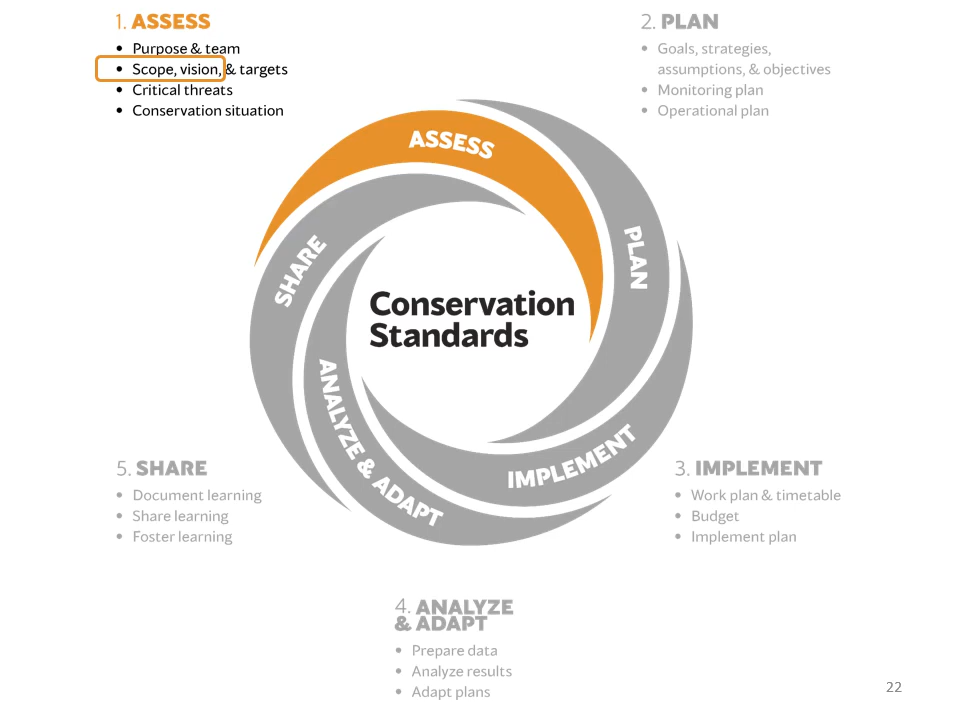 1. ASSESS
• Purpose & team
• Scope, vision, & targets
• Critical threats
• Conservation situation
2. PLAN
• Goals, strategies,
assumptions, & objectives
• Monitoring plan
• Operational plan
ASSESS
PLAN
SHARE
Conservation
Standards
ANALYZE & ADAPT
IMPLEMENT
5. SHARE
• Document learning
• Share learning
• Foster learning
3. IMPLEMENT
• Work plan & timetable
• Budget
• Implement plan
4. ANALYZE
& ADAPT
• Prepare data
• Analyze results
• Adapt plans
22